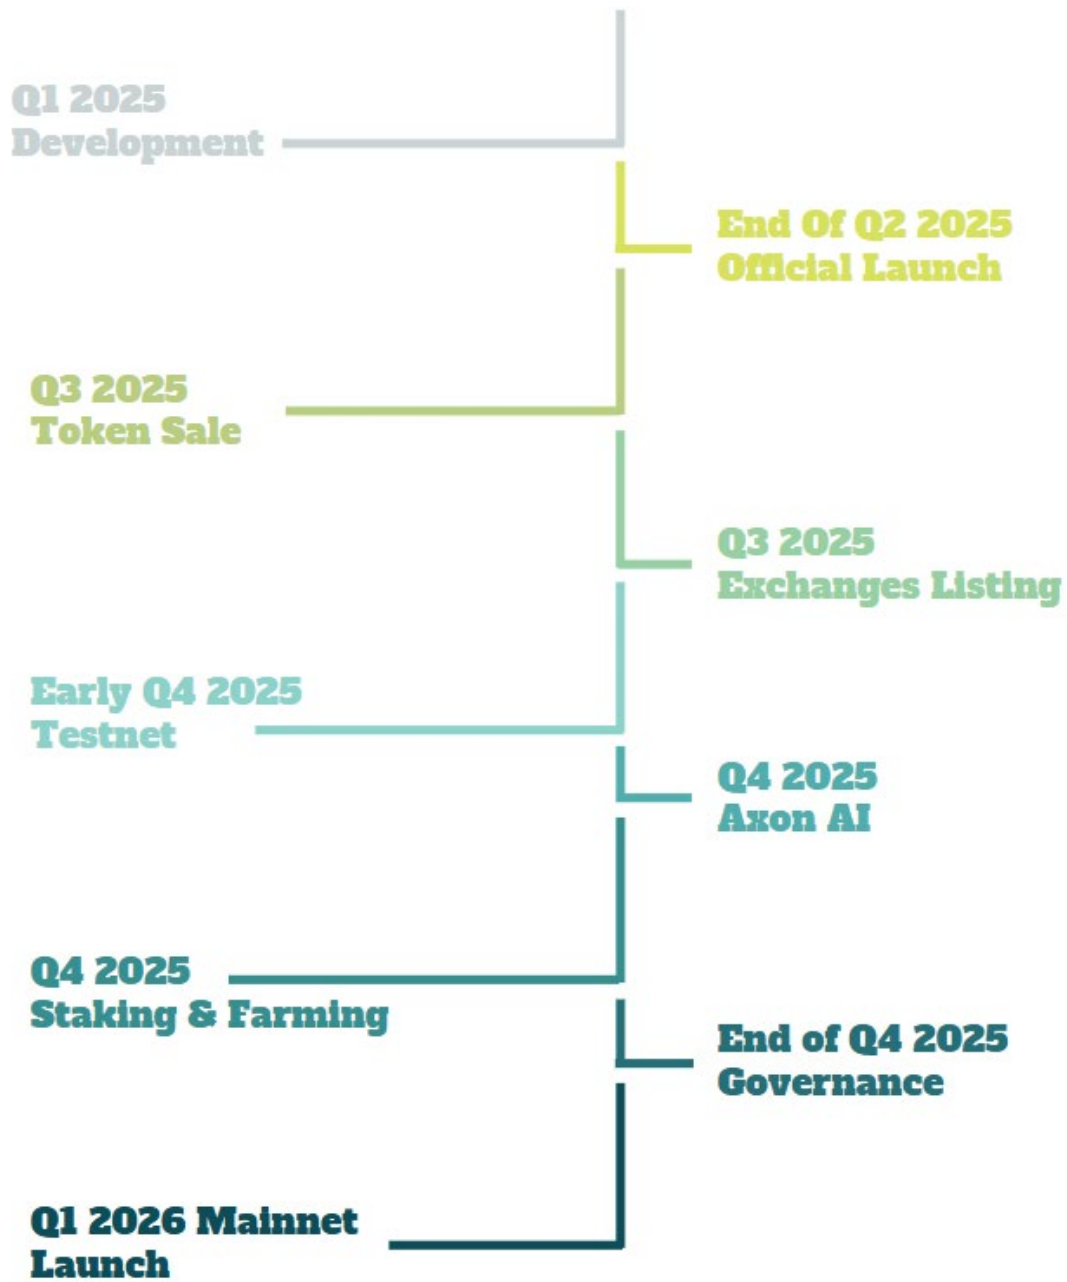 Q1 2025
Development
End Of Q2 2025
Official Launch
Q3 2025
Token Sale
Q3 2025
Exchanges Listing
Early Q4 2025
Testnet
Q4 2025
Axon AI
Q4 2025
Staking & Farming
End of Q4 2025
Governance
Q1 2026 Mainnet
Launch